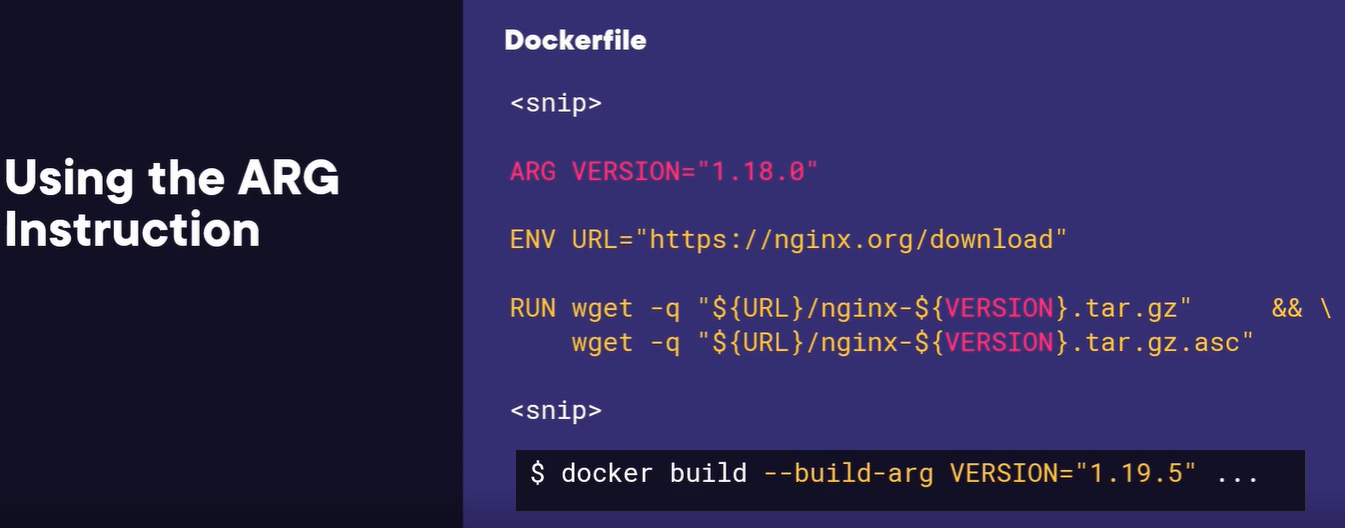 Using the ARG
Instruction
Dockerfile
<snip>
ARG VERSION="1.18.0"
ENV URL="https://nginx.org/download"
RUN wget -q "${URL}/nginx-${VERSION}.tar.gz"     && \
    wget -q "${URL}/nginx-${VERSION}.tar.gz.asc"
<snip>
$ docker build --build-arg VERSION="1.19.5" ...